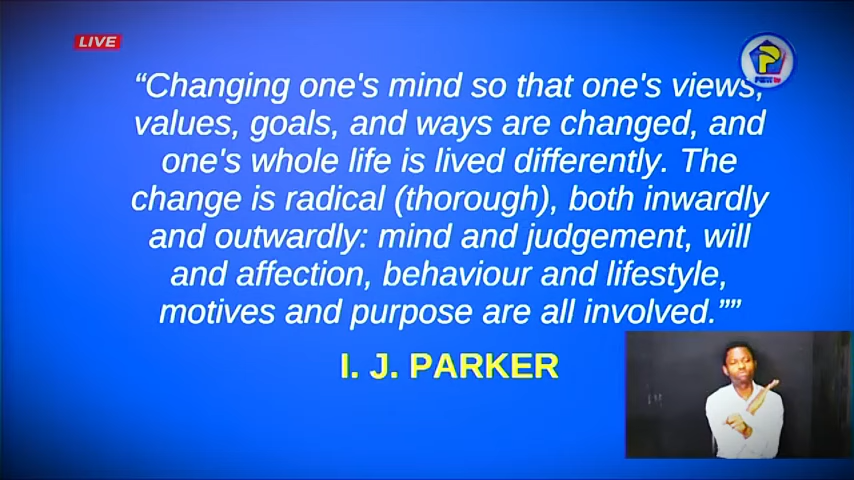 LIVE
“Changing one's mind so that one's views,
values, goals, and ways are changed, and
one's whole life is lived differently. The
change is radical (thorough), both inwardly
and outwardly: mind and judgement, will
and affection, behaviour and lifestyle,
motives and purpose are all involved.””
I. J. PARKER